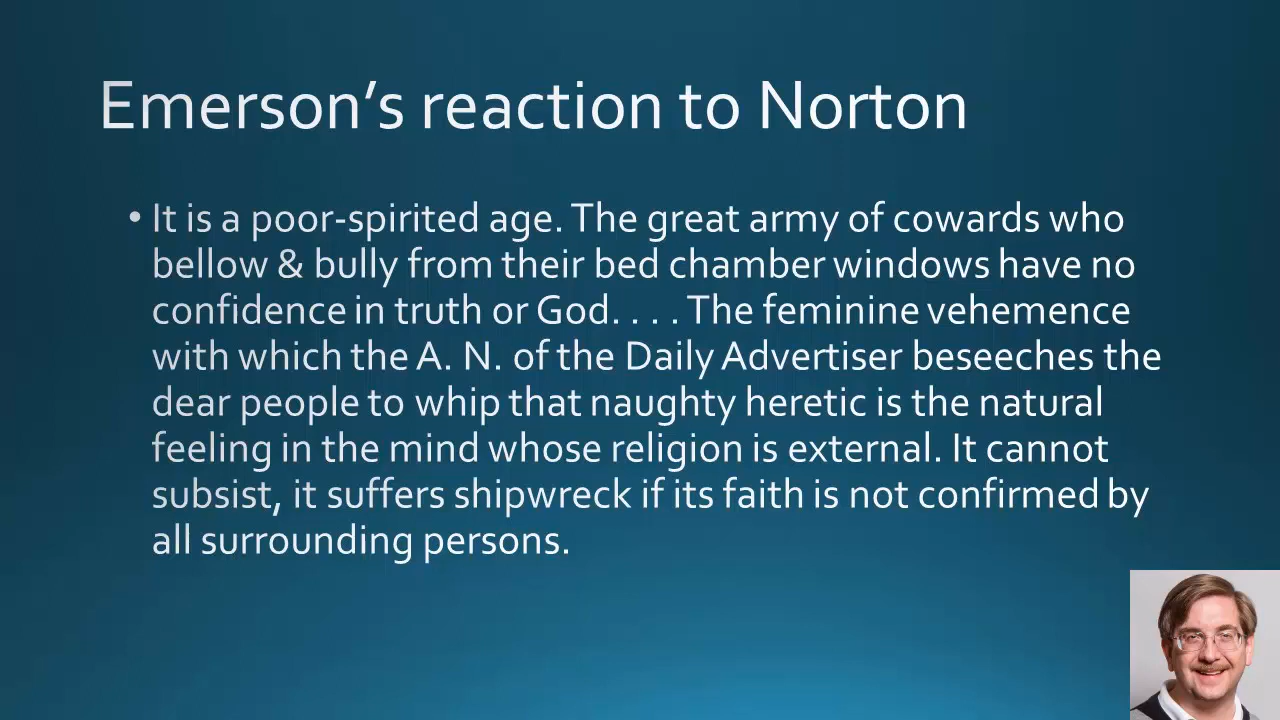 Emerson’s reaction to Norton
• It is a poor-spirited age. The great army of cowards who
bellow & bully from their bed chamber windows have no
confidence in truth or God. . . . The feminine vehemence
with which the A. N. of the Daily Advertiser beseeches the
dear people to whip that naughty heretic is the natural
feeling in the mind whose religion is external. It cannot
subsist, it suffers shipwreck if its faith is not confirmed by
all surrounding persons.